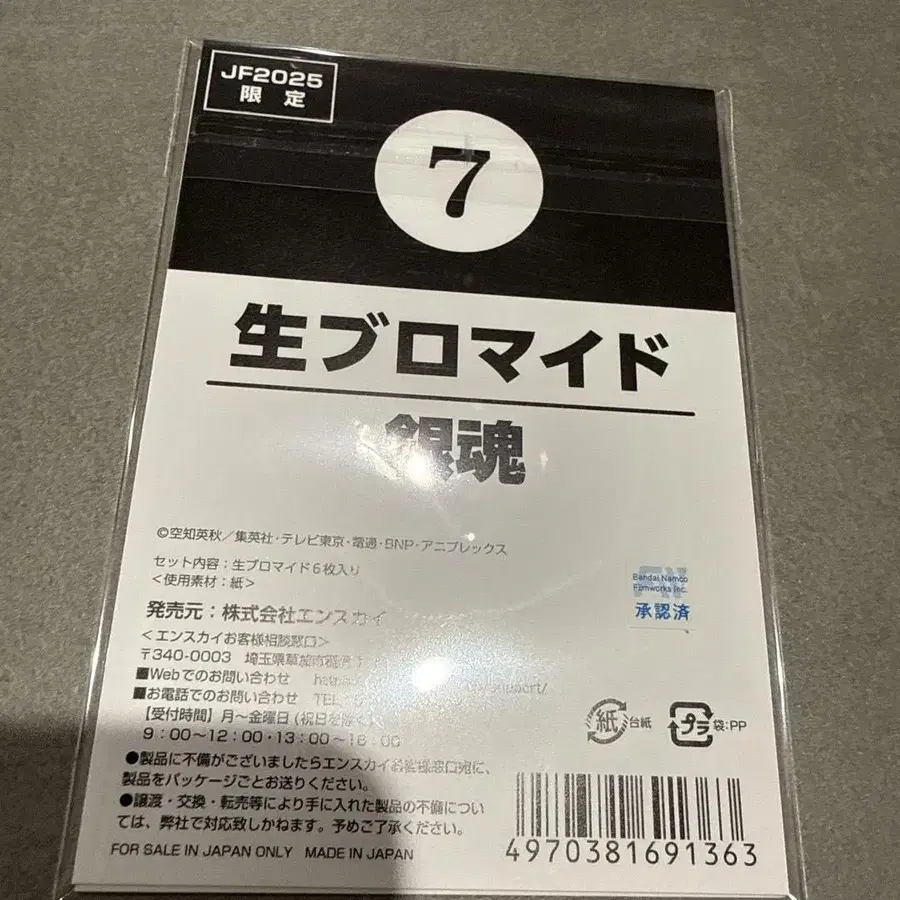 JF2025
限 定
7
生ブロマイド
銀魂
©空知英秋/集英社・テレビ東京・電通・BNP・アニプレックス
セット内容：生ブロマイド6枚入り
＜使用素材：紙＞
Bandai Namco
Filmworks Inc.
承認済
発売元：株式会社エンスカイ
＜エンスカイお客様相談窓口＞
〒340-0003 埼玉県草加市稲荷
■Webでのお問い合わせ support/
■お電話でのお問い合わせ TEL
【受付時間】月～金曜日(祝日を除く)
9：00～12：00・13：00～16：00
紙 台紙
プラ 袋:PP
●製品に不備がございましたらエンスカイお客様窓口宛に、
製品をパッケージごとお送りください。
●譲渡・交換・転売等により手に入れた製品の不備につい
ては、弊社で対応致しかねます。予めご了承ください。
FOR SALE IN JAPAN ONLY MADE IN JAPAN
4970381691363